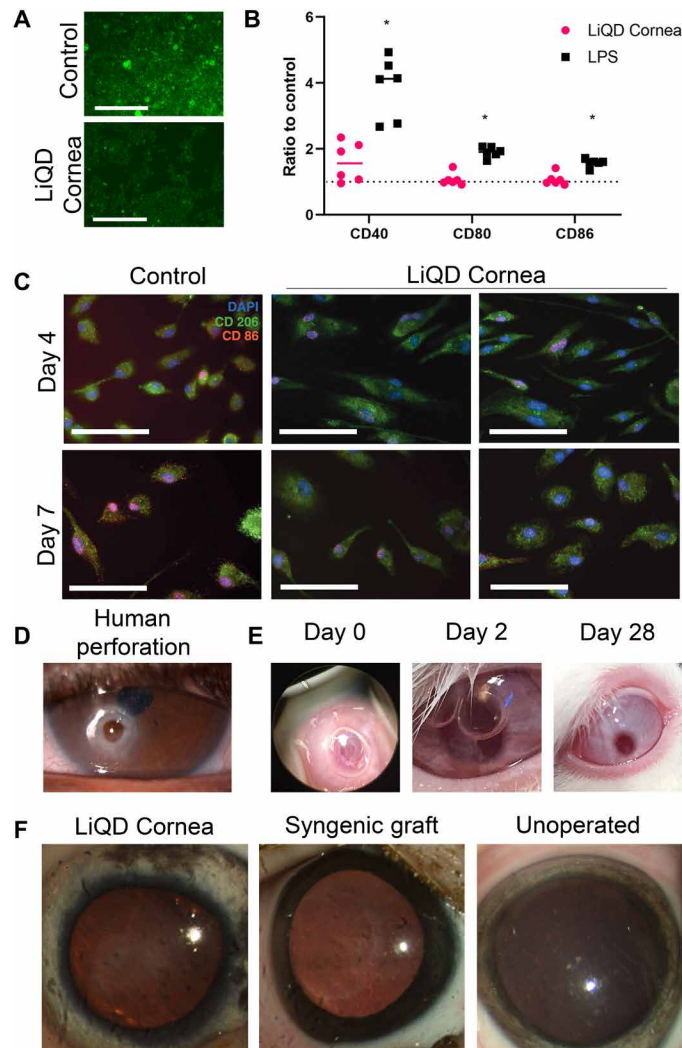 A
Control
LiQD
Cornea
B
Ratio to control
6
4
2
0
*
*
*
LiQD Cornea
LPS
CD40
CD80
CD86
C
Control
LiQD Cornea
Day 4
DAPI
CD 206
CD 86
Day 7
D
Human
perforation
E
Day 0
Day 2
Day 28
F
LiQD Cornea
Syngenic graft
Unoperated